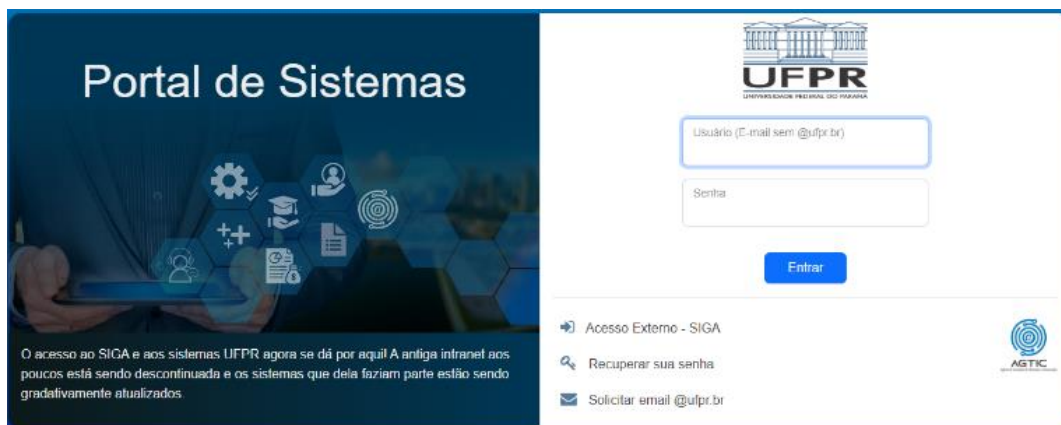 Portal de Sistemas
O acesso ao SIGA e aos sistemas UFPR agora se dá por aqui! A antiga intranet aos
poucos está sendo descontinuada e os sistemas que dela faziam parte estão sendo
gradativamente atualizados.
UFPR
UNIVERSIDADE FEDERAL DO PARANÁ
Usuário (E-mail sem @ufpr.br)
Senha
Entrar
Acesso Externo - SIGA
Recuperar sua senha
Solicitar email @ufpr.br
AGTIC